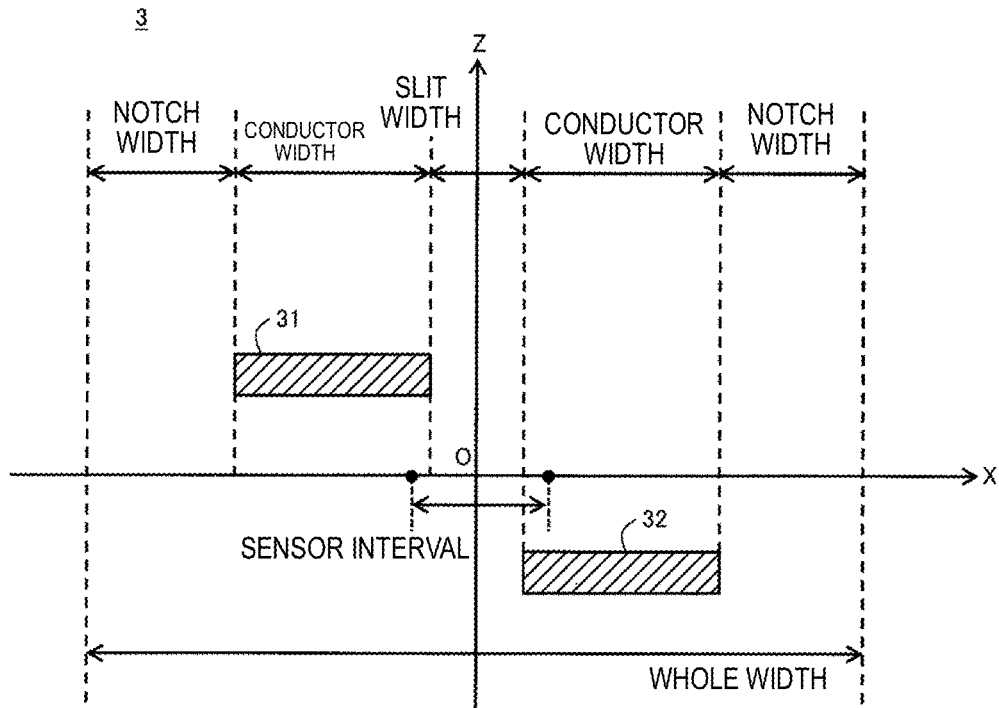 3
Z
NOTCH
WIDTH
CONDUCTOR
WIDTH
SLIT
WIDTH
CONDUCTOR
WIDTH
NOTCH
WIDTH
31
O
X
SENSOR INTERVAL
32
WHOLE WIDTH